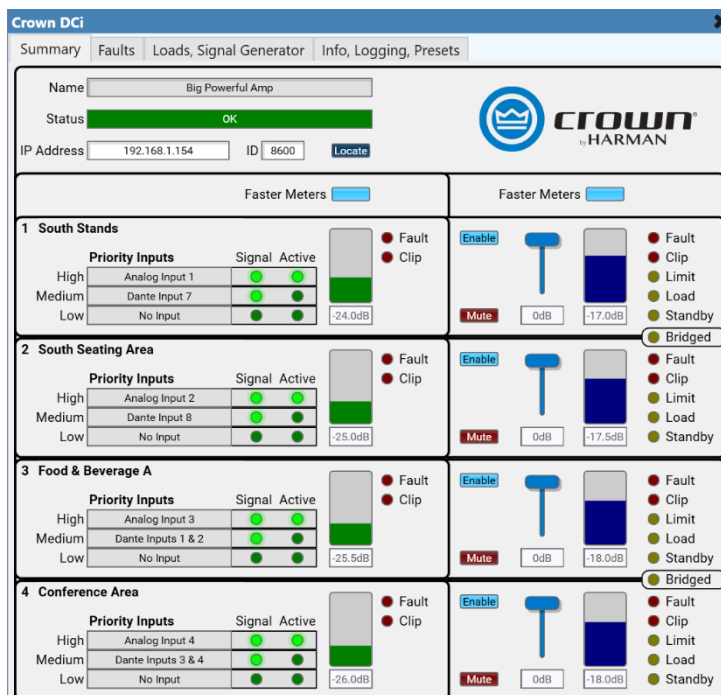 Crown DCi
Summary Faults Loads, Signal Generator Info, Logging, Presets
Name Big Powerful Amp
Status OK
IP Address 192.168.1.154 ID 8600 Locate
crown®
by HARMAN
Faster Meters Faster Meters
1 South Stands
Priority Inputs Signal Active
High Analog Input 1
Medium Dante Input 7
Low No Input
-24.0dB
Fault
Clip
Enable
Mute 0dB -17.0dB
Fault
Clip
Limit
Load
Standby
Bridged
2 South Seating Area
Priority Inputs Signal Active
High Analog Input 2
Medium Dante Input 8
Low No Input
-25.0dB
Fault
Clip
Enable
Mute 0dB -17.5dB
Fault
Clip
Limit
Load
Standby
3 Food & Beverage A
Priority Inputs Signal Active
High Analog Input 3
Medium Dante Inputs 1 & 2
Low No Input
-25.5dB
Fault
Clip
Enable
Mute 0dB -18.0dB
Fault
Clip
Limit
Load
Standby
Bridged
4 Conference Area
Priority Inputs Signal Active
High Analog Input 4
Medium Dante Inputs 3 & 4
Low No Input
-26.0dB
Fault
Clip
Enable
Mute 0dB -18.0dB
Fault
Clip
Limit
Load
Standby